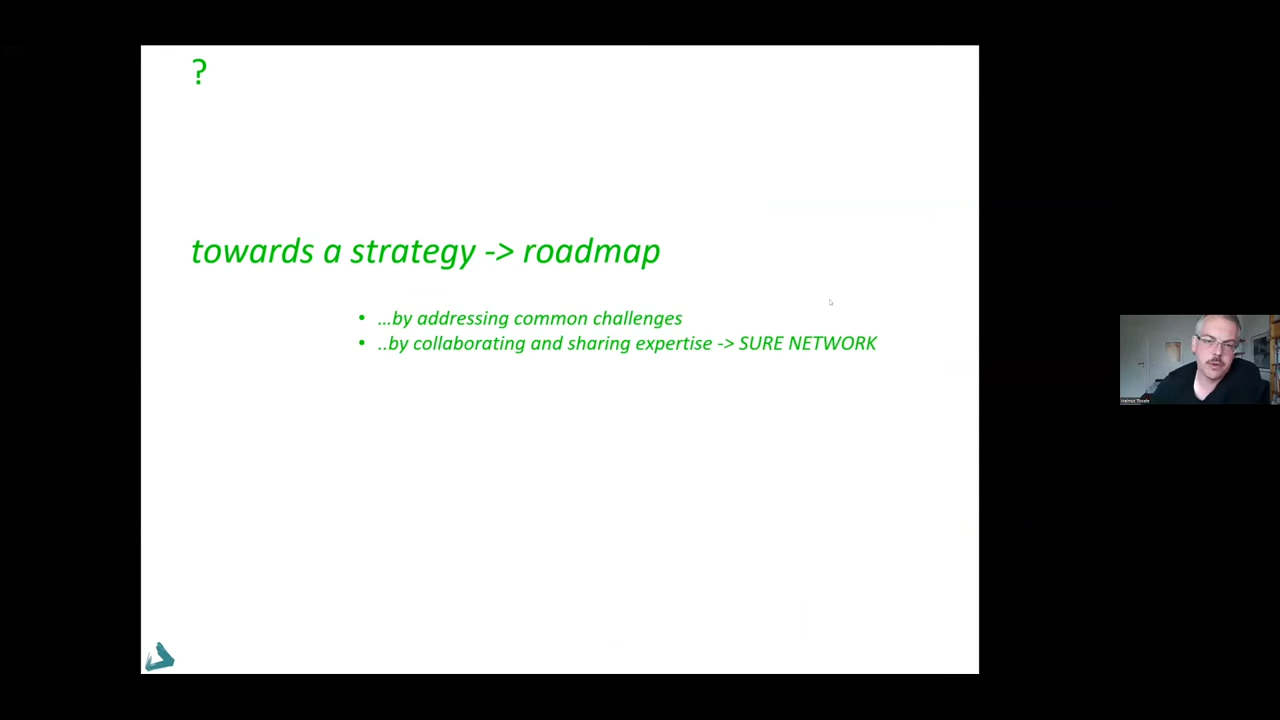 ?
towards a strategy -> roadmap
• …by addressing common challenges
• ..by collaborating and sharing expertise -> SURE NETWORK